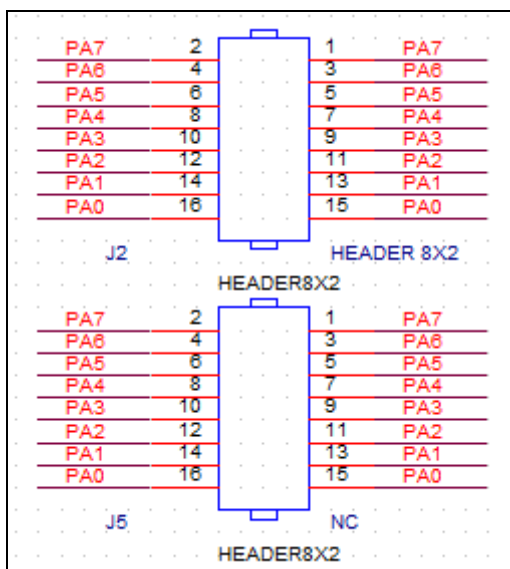 PA7 2 1 PA7
PA6 4 3 PA6
PA5 6 5 PA5
PA4 8 7 PA4
PA3 10 9 PA3
PA2 12 11 PA2
PA1 14 13 PA1
PA0 16 15 PA0
J2 HEADER 8X2
HEADER8X2
PA7 2 1 PA7
PA6 4 3 PA6
PA5 6 5 PA5
PA4 8 7 PA4
PA3 10 9 PA3
PA2 12 11 PA2
PA1 14 13 PA1
PA0 16 15 PA0
J5 NC
HEADER8X2